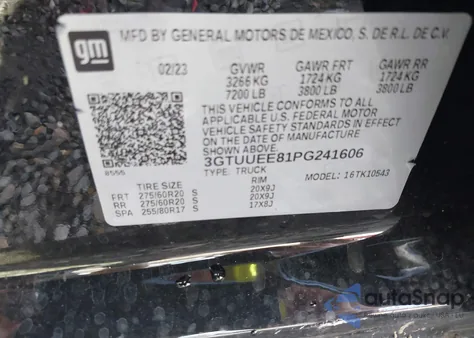 gm
MFD BY GENERAL MOTORS DE MEXICO, S. DE R.L. DE C.V.
02/23 GVWR GAWR FRT GAWR RR
3266 KG 1724 KG 1724 KG
7200 LB 3800 LB 3800 LB
THIS VEHICLE CONFORMS TO ALL
APPLICABLE U.S. FEDERAL MOTOR
VEHICLE SAFETY STANDARDS IN EFFECT
ON THE DATE OF MANUFACTURE
SHOWN ABOVE.
3GTUUEE81PG241606
TYPE: TRUCK MODEL: 16TK10543
TIRE SIZE RIM
FRT 275/60R20 S 20X9J
RR 275/60R20 S 20X9J
SPA 255/80R17 S 17X8J
autoSnap